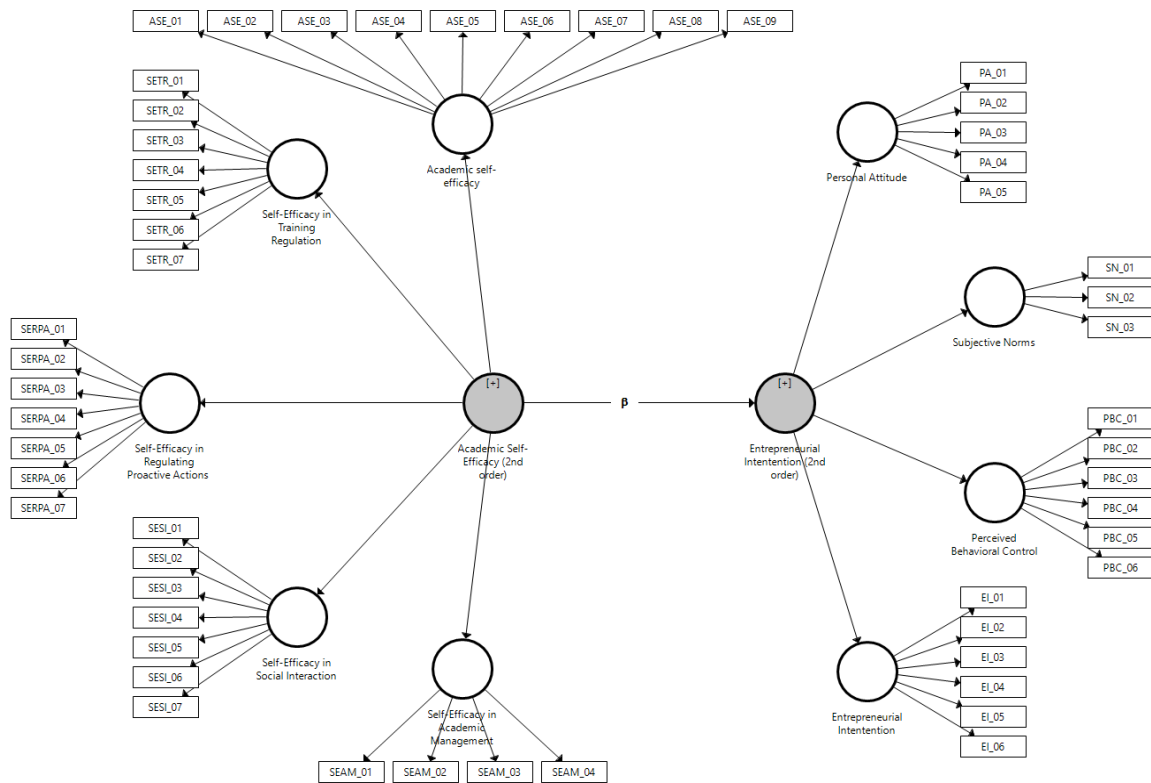 ASE_01
ASE_02
ASE_03
ASE_04
ASE_05
ASE_06
ASE_07
ASE_08
ASE_09
SETR_01
SETR_02
SETR_03
SETR_04
SETR_05
SETR_06
SETR_07
Self-Efficacy in
Training
Regulation
Academic self-
efficacy
PA_01
PA_02
PA_03
PA_04
PA_05
Personal Attitude
SN_01
SN_02
SN_03
Subjective Norms
SERPA_01
SERPA_02
SERPA_03
SERPA_04
SERPA_05
SERPA_06
SERPA_07
Self-Efficacy in
Regulating
Proactive Actions
[+]
Academic Self-
Efficacy (2nd
order)
β
[+]
Entrepreneurial
Intentention (2nd
order)
PBC_01
PBC_02
PBC_03
PBC_04
PBC_05
PBC_06
Perceived
Behavioral Control
SESI_01
SESI_02
SESI_03
SESI_04
SESI_05
SESI_06
SESI_07
Self-Efficacy in
Social Interaction
Self-Efficacy in
Academic
Management
SEAM_01
SEAM_02
SEAM_03
SEAM_04
EI_01
EI_02
EI_03
EI_04
EI_05
EI_06
Entrepreneurial
Intentention